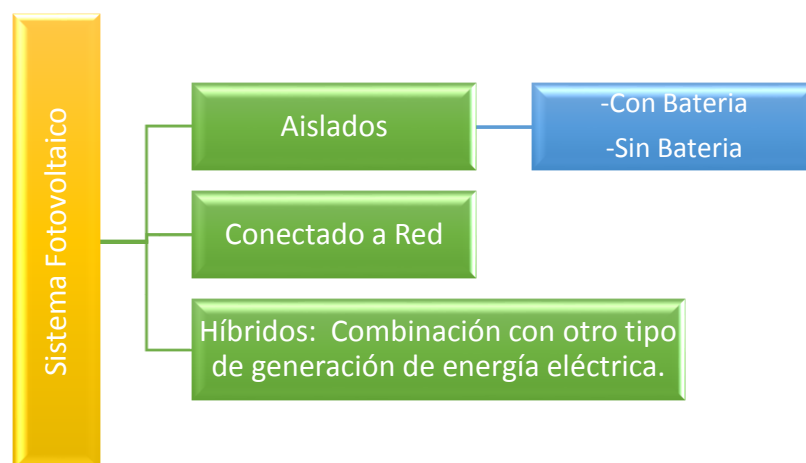 Sistema Fotovoltaico
Aislados
-Con Bateria
-Sin Bateria
Conectado a Red
Híbridos:  Combinación con otro tipo
de generación de energía eléctrica.